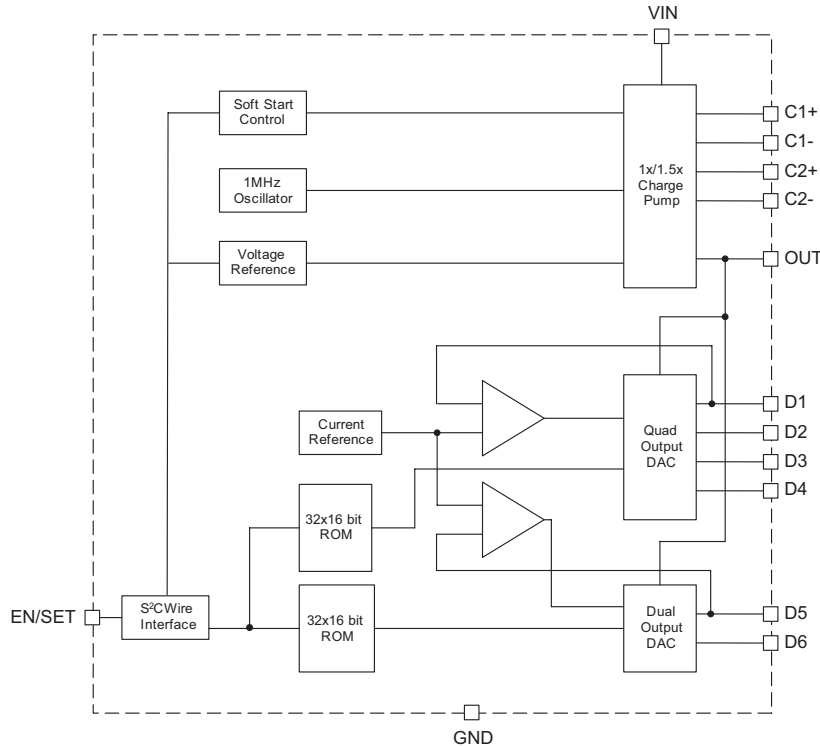 VIN
Soft Start
Control
1MHz
Oscillator
Voltage
Reference
1x/1.5x
Charge
Pump
C1+
C1-
C2+
C2-
OUT
Current
Reference
Quad
Output
DAC
D1
D2
D3
D4
32x16 bit
ROM
EN/SET
S²CWire
Interface
32x16 bit
ROM
Dual
Output
DAC
D5
D6
GND